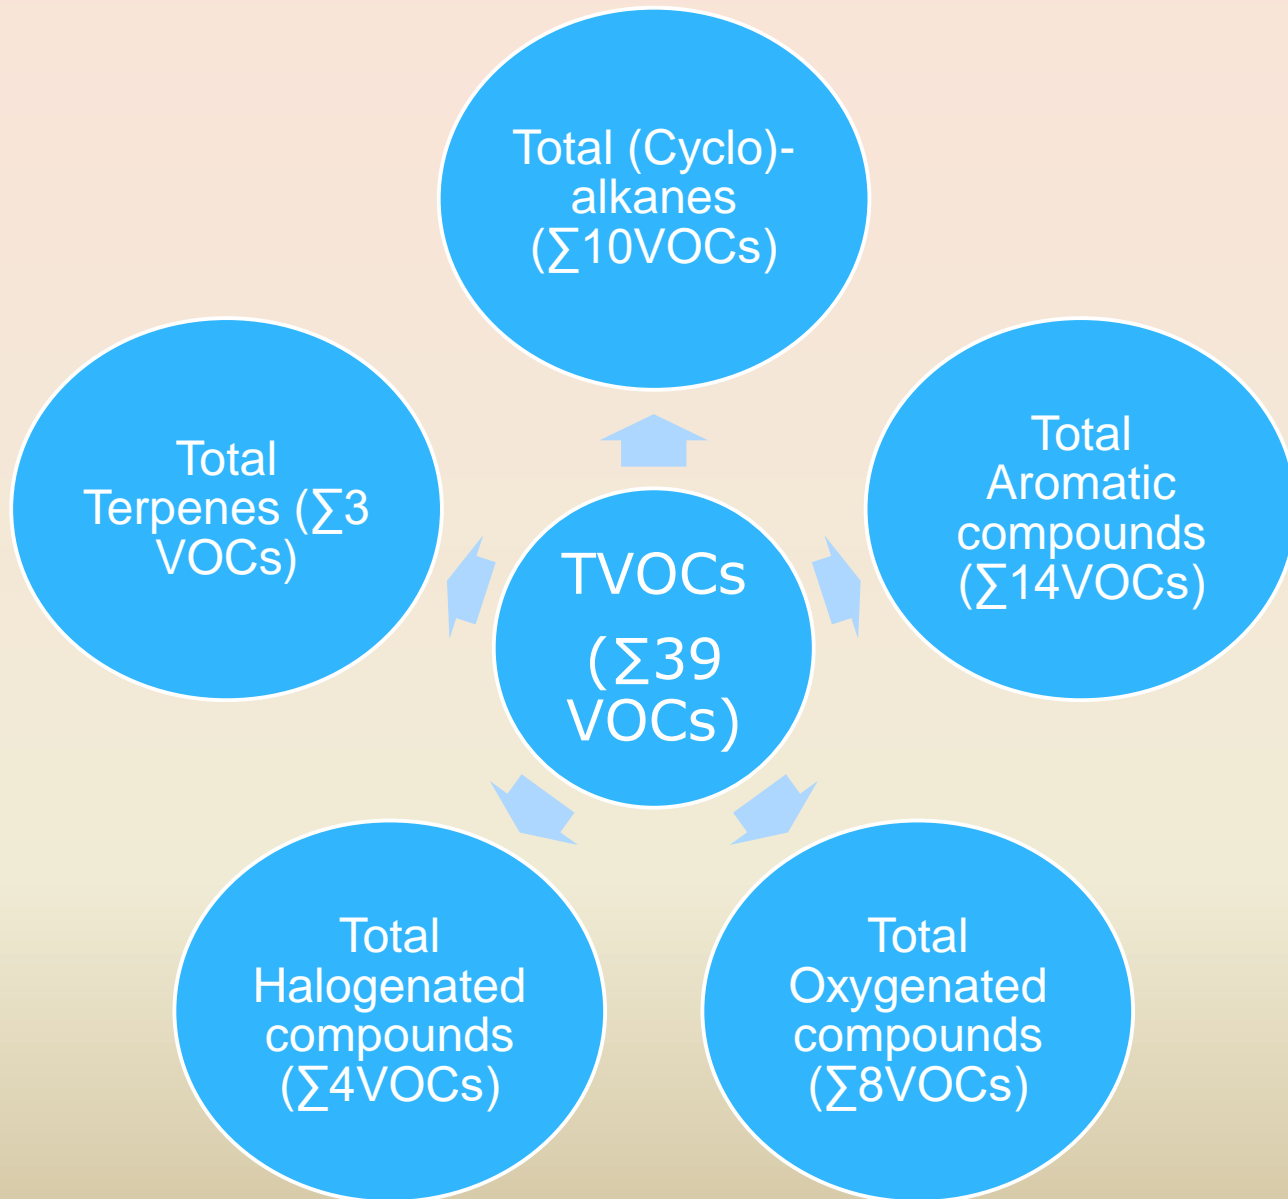 Total (Cyclo)-
alkanes
(∑10VOCs)
Total
Terpenes (∑3
VOCs)
Total
Aromatic
compounds
(∑14VOCs)
TVOCs
(∑39
VOCs)
Total
Halogenated
compounds
(∑4VOCs)
Total
Oxygenated
compounds
(∑8VOCs)